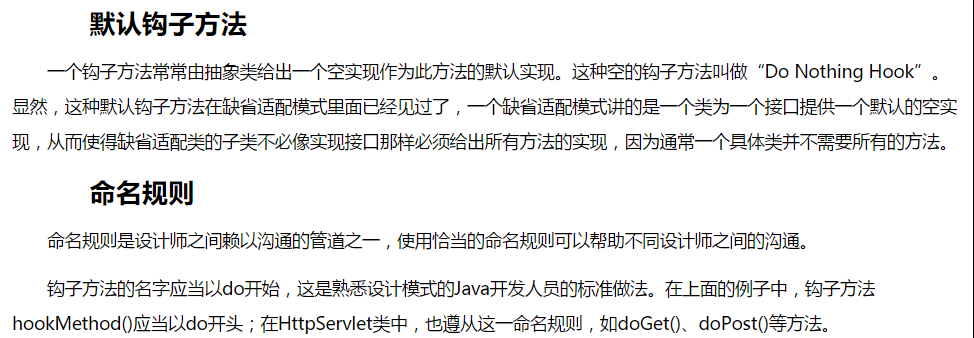 默认钩子方法
一个钩子方法常常由抽象类给出一个空实现作为此方法的默认实现。这种空的钩子方法叫做“Do Nothing Hook”。
显然，这种默认钩子方法在缺省适配模式里面已经见过了，一个缺省适配模式讲的是一个类为一个接口提供一个默认的空实
现，从而使得缺省适配类的子类不必像实现接口那样必须给出所有方法的实现，因为通常一个具体类并不需要所有的方法。
命名规则
命名规则是设计师之间赖以沟通的管道之一，使用恰当的命名规则可以帮助不同设计师之间的沟通。
钩子方法的名字应当以do开始，这是熟悉设计模式的Java开发人员的标准做法。在上面的例子中，钩子方法
hookMethod()应当以do开头；在HttpServlet类中，也遵从这一命名规则，如doGet()、doPost()等方法。